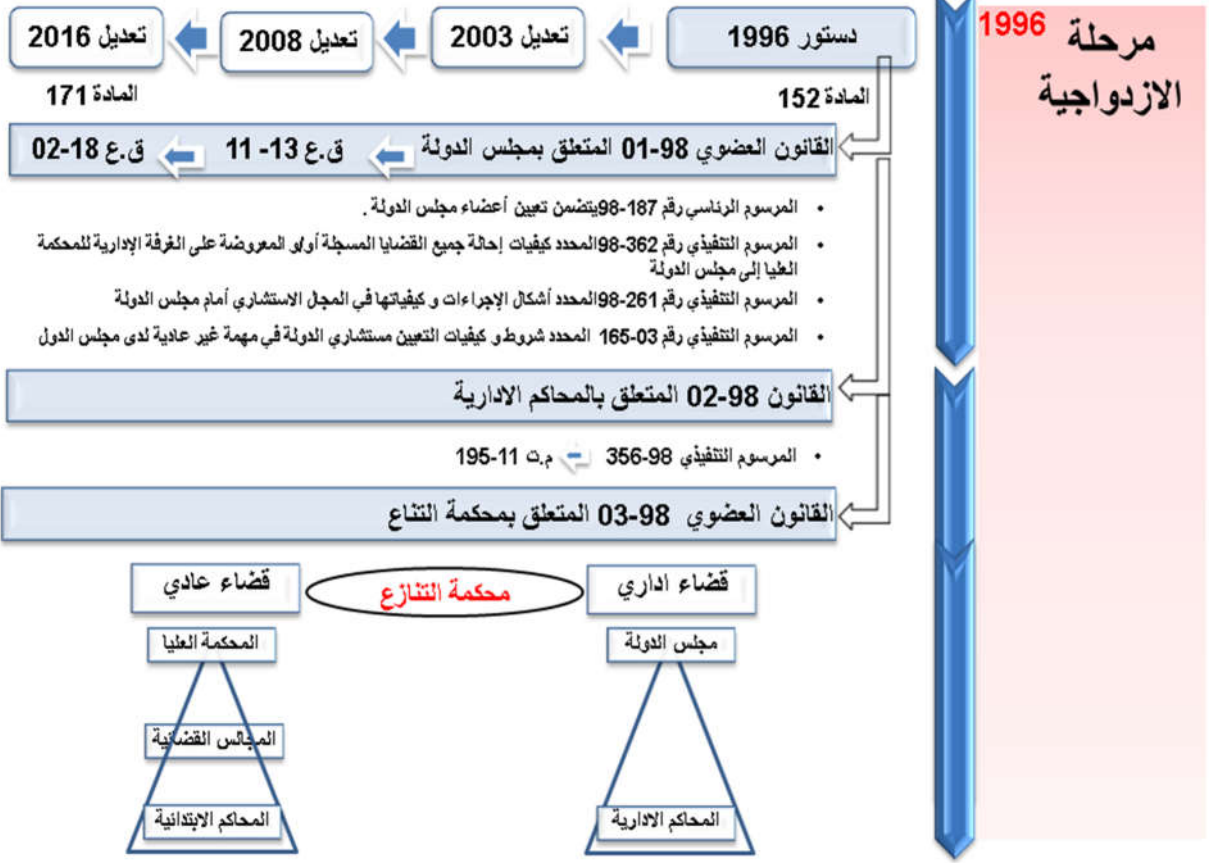 مرحلة 1996
الازدواجية
دستور 1996
تعديل 2003
تعديل 2008
تعديل 2016
المادة 152
المادة 171
القانون العضوي 98-01 المتعلق بمجلس الدولة ق.ع 13- 11 ق.ع 18-02
• المرسوم الرئاسي رقم 187-98يتضمن تعيين أعضاء مجلس الدولة .
• المرسوم التنفيذي رقم 362-98المحدد كيفيات إحالة جميع القضايا المسجلة أو/و المعروضة على الغرفة الإدارية للمحكمة
العليا إلى مجلس الدولة
• المرسوم التنفيذي رقم 261-98المحدد أشكال الإجراءات و كيفياتها في المجال الاستشاري أمام مجلس الدولة
• المرسوم التنفيذي رقم 03-165 المحدد شروط و كيفيات التعيين مستشاري الدولة في مهمة غير عادية لدى مجلس الدول
القانون 98-02 المتعلق بالمحاكم الادارية
• المرسوم التنفيذي 98-356 م.ت 11-195
القانون العضوي 98-03 المتعلق بمحكمة التناع
قضاء اداري
محكمة التنازع
قضاء عادي
مجلس الدولة
المحكمة العليا
المجالس القضائية
المحاكم الادارية
المحاكم الابتدائية